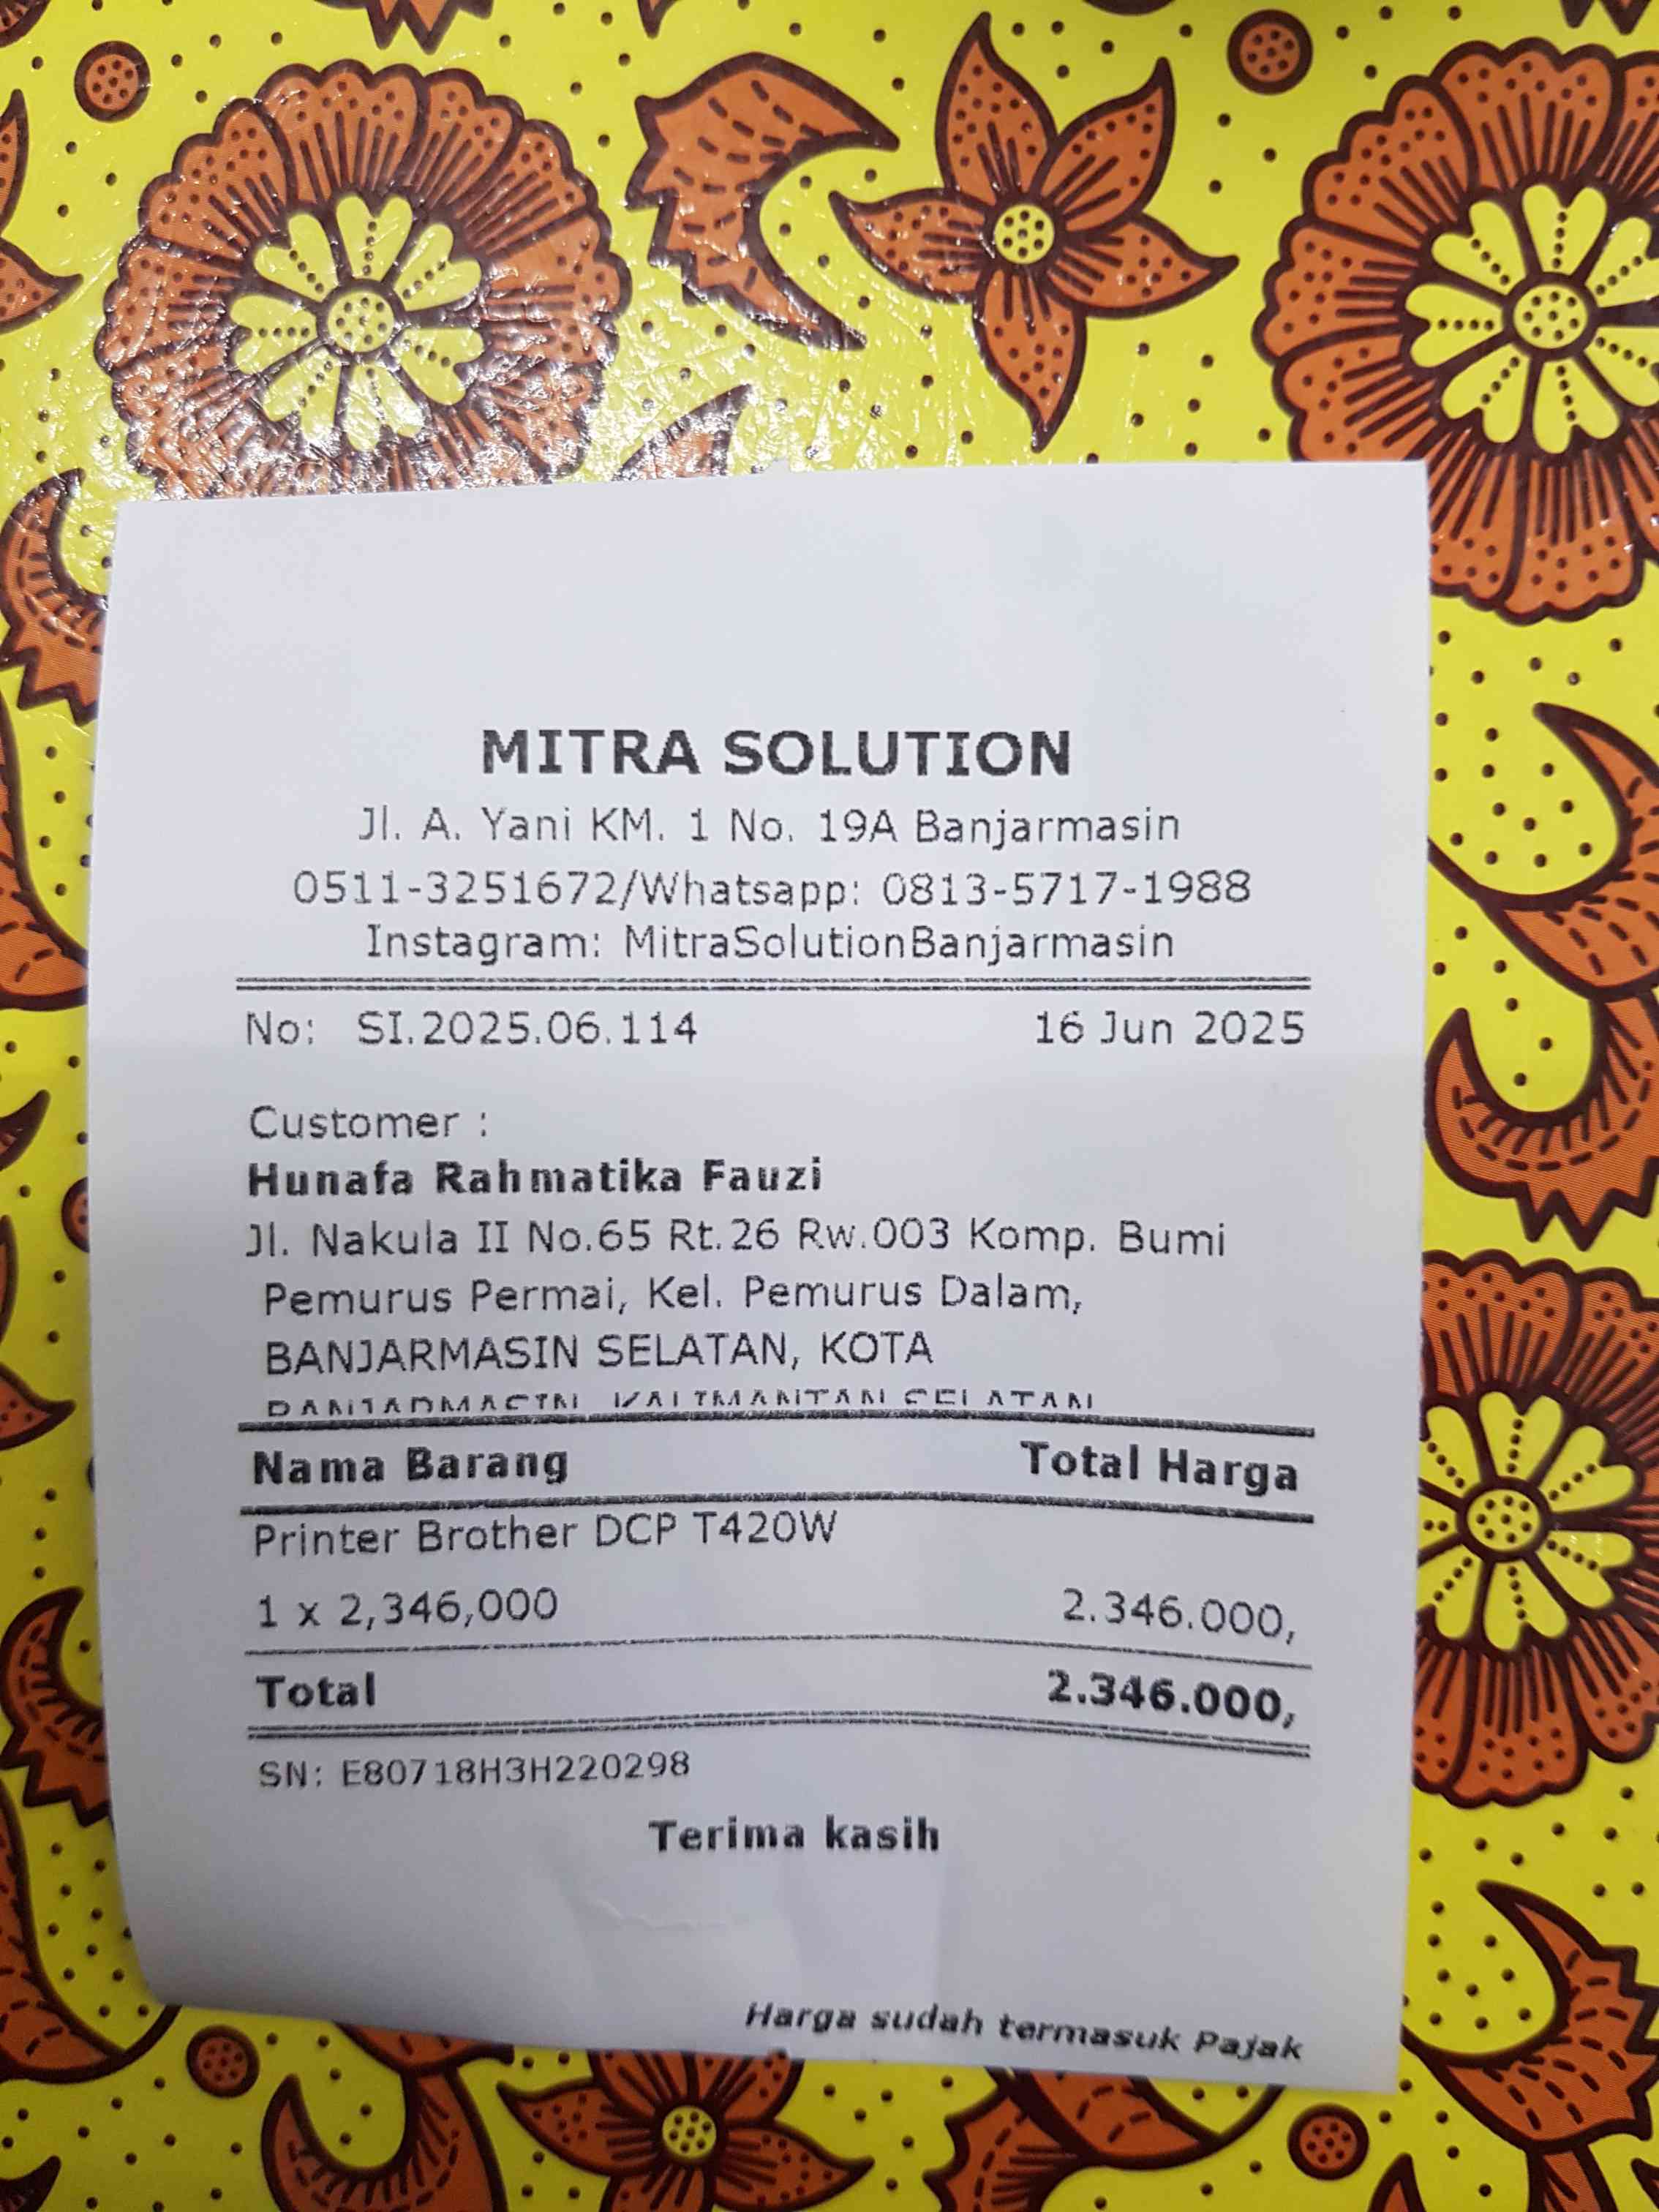 MITRA SOLUTION
Jl. A. Yani KM. 1 No. 19A Banjarmasin
0511-3251672/Whatsapp: 0813-5717-1988
Instagram: MitraSolutionBanjarmasin
No: SI.2025.06.114 16 Jun 2025
Customer :
Hunafa Rahmatika Fauzi
Jl. Nakula II No.65 Rt.26 Rw.003 Komp. Bumi
Pemurus Permai, Kel. Pemurus Dalam,
BANJARMASIN SELATAN, KOTA
BANJARMASIN, KALIMANTAN SELATAN
Nama Barang Total Harga
Printer Brother DCP T420W
1 x 2,346,000 2.346.000,
Total 2.346.000,
SN: E80718H3H220298
Terima kasih
Harga sudah termasuk Pajak